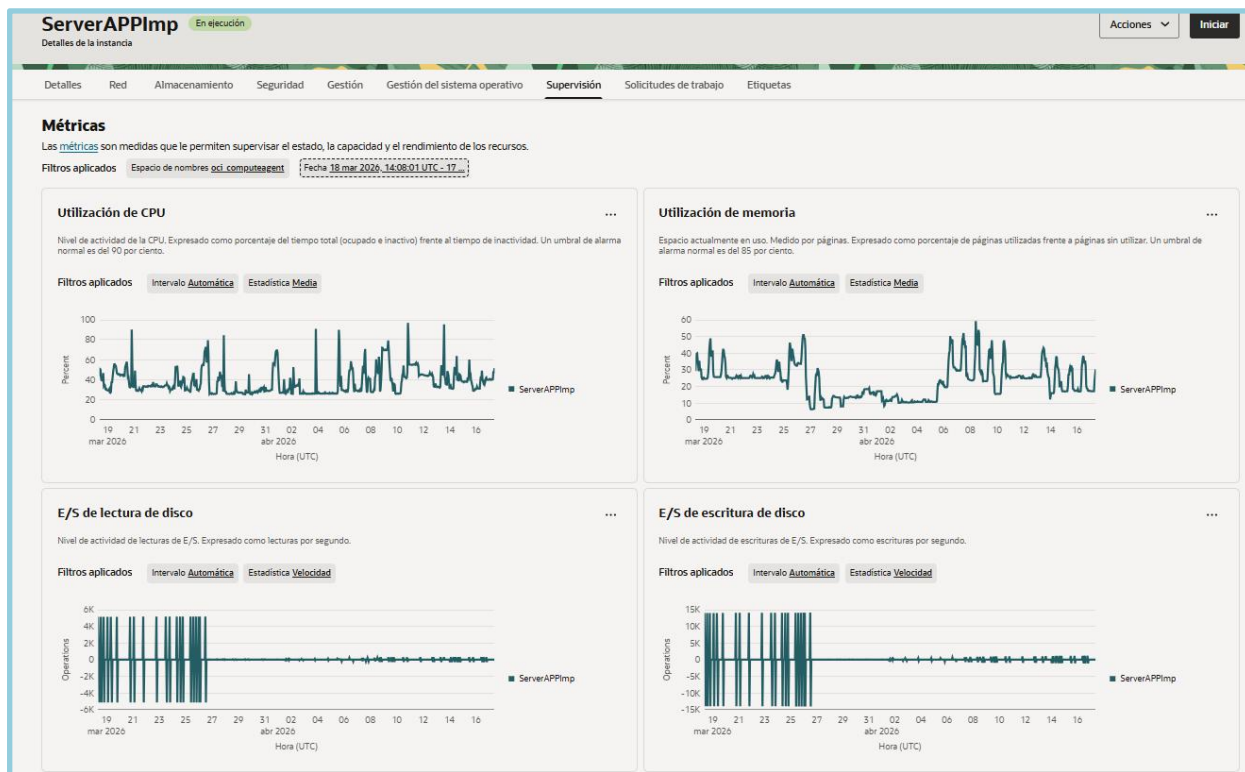 ServerAPPImp En ejecución
Detalles de la instancia
Acciones Iniciar
Detalles Red Almacenamiento Seguridad Gestión Gestión del sistema operativo Supervisión Solicitudes de trabajo Etiquetas
Métricas
Las métricas son medidas que le permiten supervisar el estado, la capacidad y el rendimiento de los recursos.
Filtros aplicados Espacio de nombres oci_computeagent Fecha 18 mar 2026, 14:08:01 UTC - 17 ...
Utilización de CPU ...
Nivel de actividad de la CPU. Expresado como porcentaje del tiempo total (ocupado e inactivo) frente al tiempo de inactividad. Un umbral de alarma
normal es del 90 por ciento.
Filtros aplicados Intervalo Automática Estadística Media
100
80
60
40
20
0
Percent
19 21 23 25 27 29 31 02 04 06 08 10 12 14 16
mar 2026 abr 2026
Hora (UTC)
ServerAPPImp
Utilización de memoria ...
Espacio actualmente en uso. Medido por páginas. Expresado como porcentaje de páginas utilizadas frente a páginas sin utilizar. Un umbral de
alarma normal es del 85 por ciento.
Filtros aplicados Intervalo Automática Estadística Media
60
50
40
30
20
10
0
Percent
19 21 23 25 27 29 31 02 04 06 08 10 12 14 16
mar 2026 abr 2026
Hora (UTC)
ServerAPPImp
E/S de lectura de disco ...
Nivel de actividad de lecturas de E/S. Expresado como lecturas por segundo.
Filtros aplicados Intervalo Automática Estadística Velocidad
6K
4K
2K
0
-2K
-4K
-6K
Operations
19 21 23 25 27 29 31 02 04 06 08 10 12 14 16
mar 2026 abr 2026
Hora (UTC)
ServerAPPImp
E/S de escritura de disco ...
Nivel de actividad de escrituras de E/S. Expresado como escrituras por segundo.
Filtros aplicados Intervalo Automática Estadística Velocidad
15K
10K
5K
0
-5K
-10K
-15K
Operations
19 21 23 25 27 29 31 02 04 06 08 10 12 14 16
mar 2026 abr 2026
Hora (UTC)
ServerAPPImp